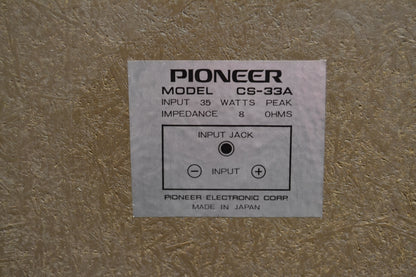 PIONEER
MODEL CS-33A
INPUT 35 WATTS PEAK
IMPEDANCE 8 OHMS
INPUT JACK
− INPUT +
PIONEER ELECTRONIC CORP.
MADE IN JAPAN